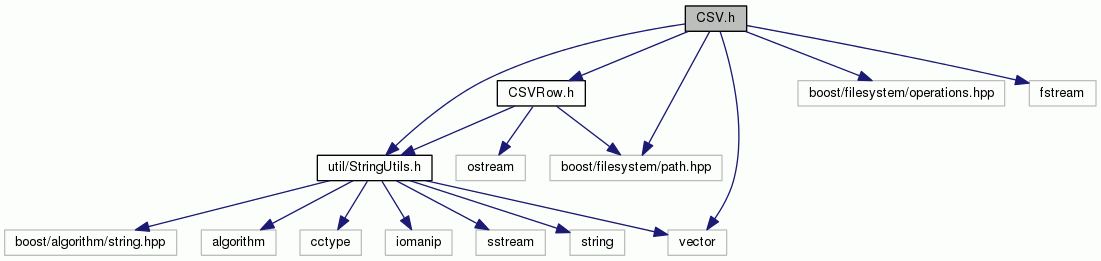 CSV.h
CSVRow.h
boost/filesystem/operations.hpp
fstream
util/StringUtils.h
ostream
boost/filesystem/path.hpp
boost/algorithm/string.hpp
algorithm
cctype
iomanip
sstream
string
vector